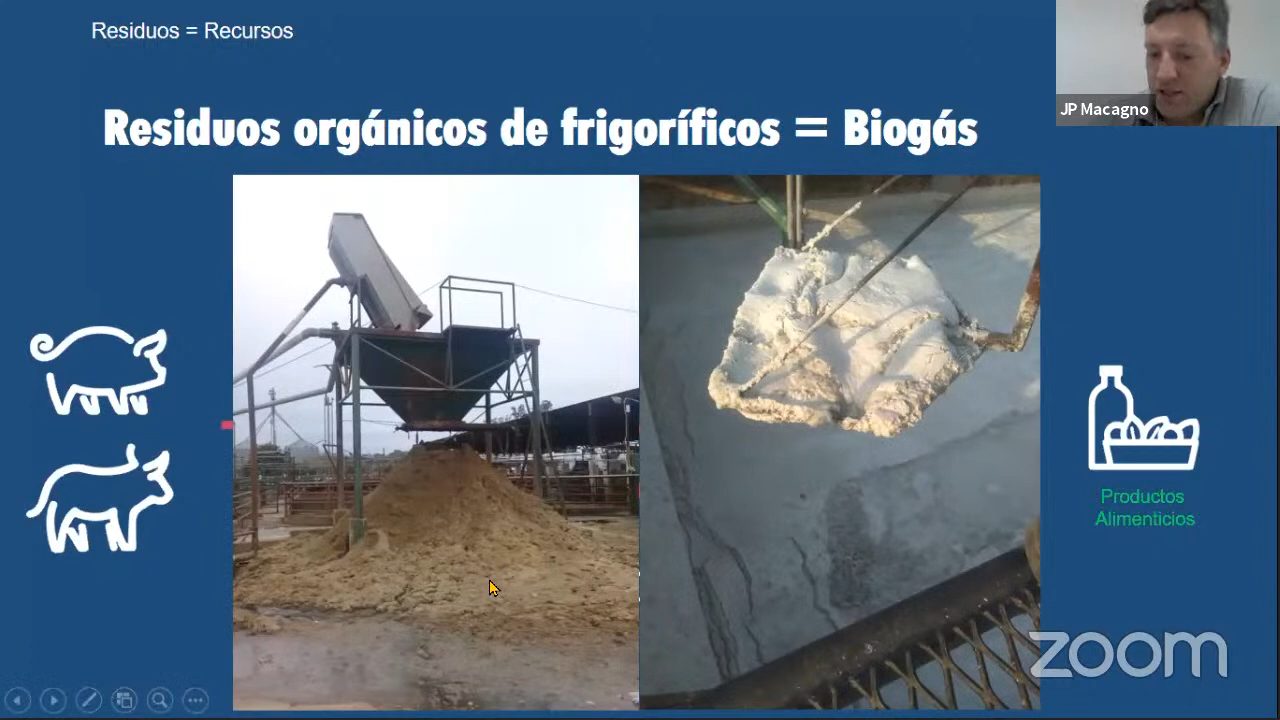 Residuos = Recursos
JP Macagno
Residuos orgánicos de frigoríficos = Biogás
Productos
Alimenticios
zoom